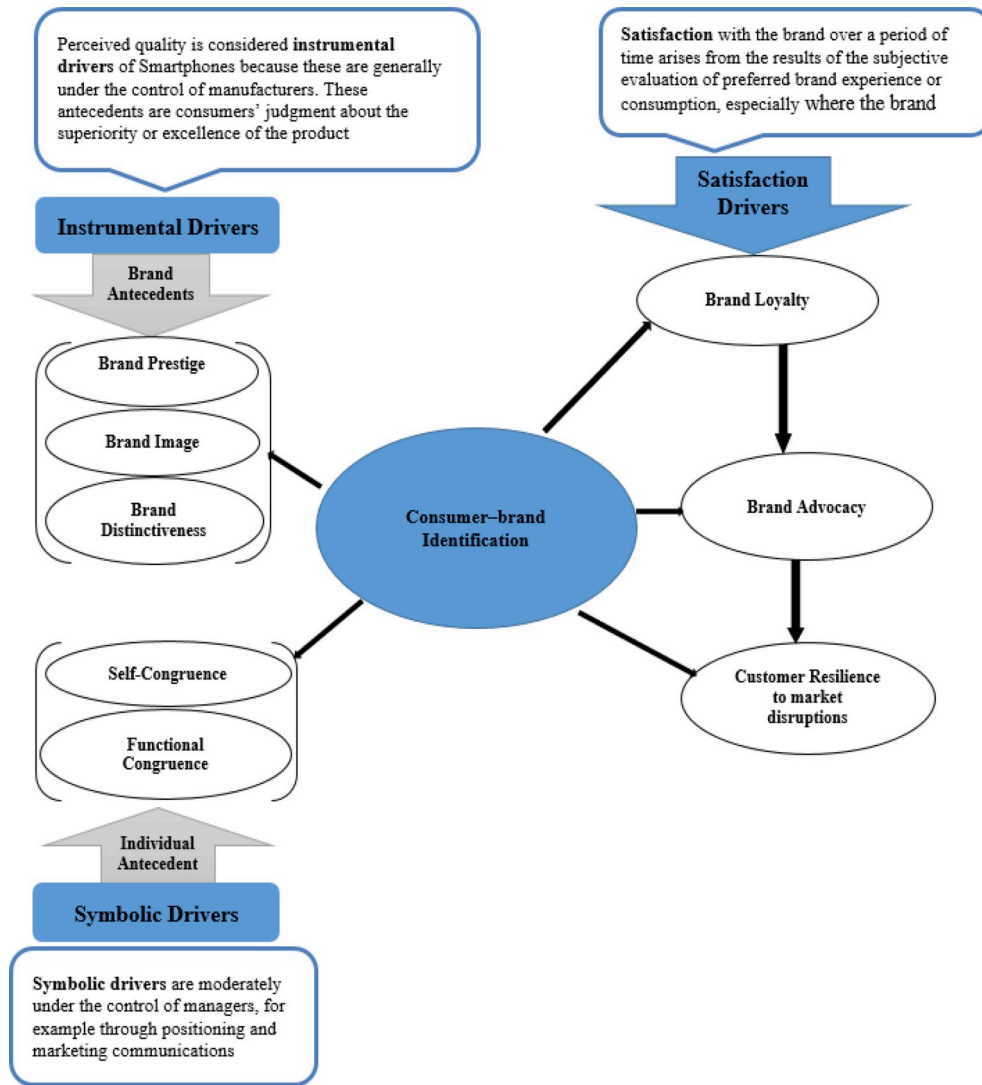 Perceived quality is considered instrumental
drivers of Smartphones because these are generally
under the control of manufacturers. These
antecedents are consumers’ judgment about the
superiority or excellence of the product
Instrumental Drivers
Brand
Antecedents
Brand Prestige
Brand Image
Brand
Distinctiveness
Self-Congruence
Functional
Congruence
Individual
Antecedent
Symbolic Drivers
Symbolic drivers are moderately
under the control of managers, for
example through positioning and
marketing communications
Consumer–brand
Identification
Satisfaction with the brand over a period of
time arises from the results of the subjective
evaluation of preferred brand experience or
consumption, especially where the brand
Satisfaction
Drivers
Brand Loyalty
Brand Advocacy
Customer Resilience
to market
disruptions